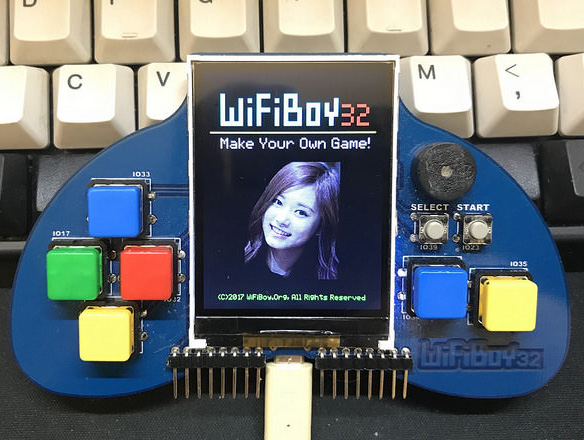 C
V
M
<
,
WiFiBoy32
Make Your Own Game!
(C)2017 WiFiBoy.Org, All Rights Reserved
IO33
IO17
IO32
SELECT START
IO39 IO23
IO35
WiFiBoy32